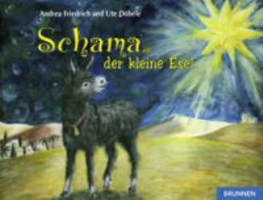 Andrea Friedrich und Ute Döbele
Schama
der kleine Esel
BRUNNEN